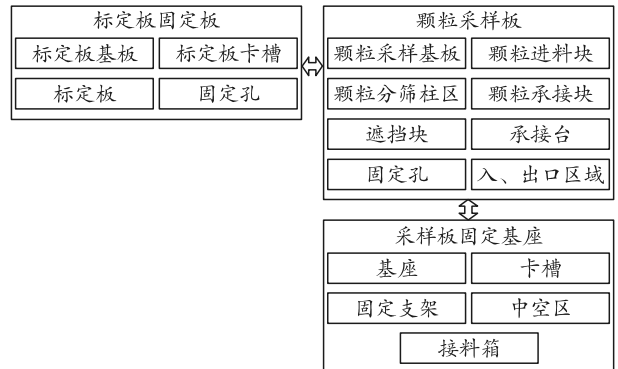 标定板固定板
标定板基板 标定板卡槽
标定板 固定孔
颗粒采样板
颗粒采样基板 颗粒进料块
颗粒分筛柱区 颗粒承接块
遮挡块 承接台
固定孔 入、出口区域
采样板固定基座
基座 卡槽
固定支架 中空区
接料箱